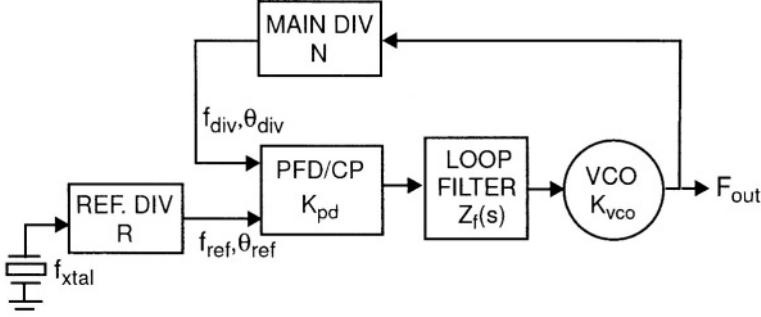 MAIN DIV
N
f_div,θ_div
PFD/CP
K_pd
LOOP
FILTER
Z_f(s)
VCO
K_vco
F_out
REF. DIV
R
f_ref,θ_ref
f_xtal